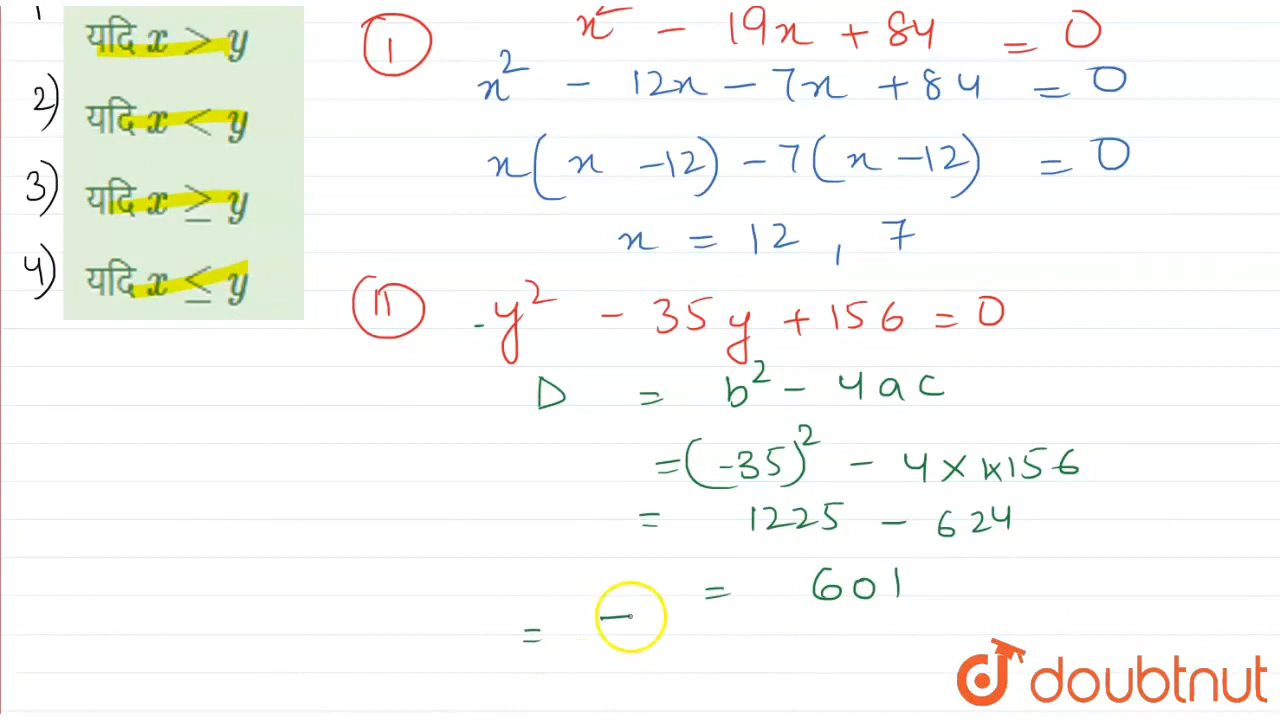 1
यदि x > y
2) यदि x < y
3) यदि x ≥ y
4) यदि x ≤ y
I x² - 19x + 84 = 0
x² - 12x - 7x + 84 = 0
x(x - 12) - 7(x - 12) = 0
x = 12, 7
II -y² - 35y + 156 = 0
D = b² - 4ac
= (-35)² - 4 × 1 × 156
= 1225 - 624
= 601
= —
doubtnut